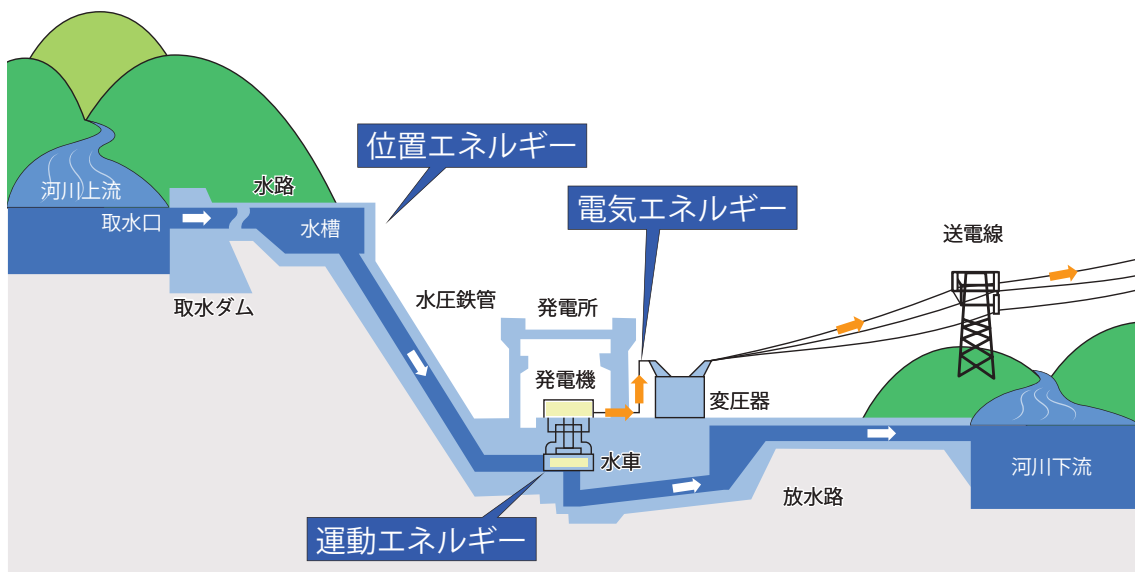 位置エネルギー
河川上流
水路
電気エネルギー
取水口
水槽
送電線
取水ダム
水圧鉄管
発電所
発電機
変圧器
水車
河川下流
放水路
運動エネルギー